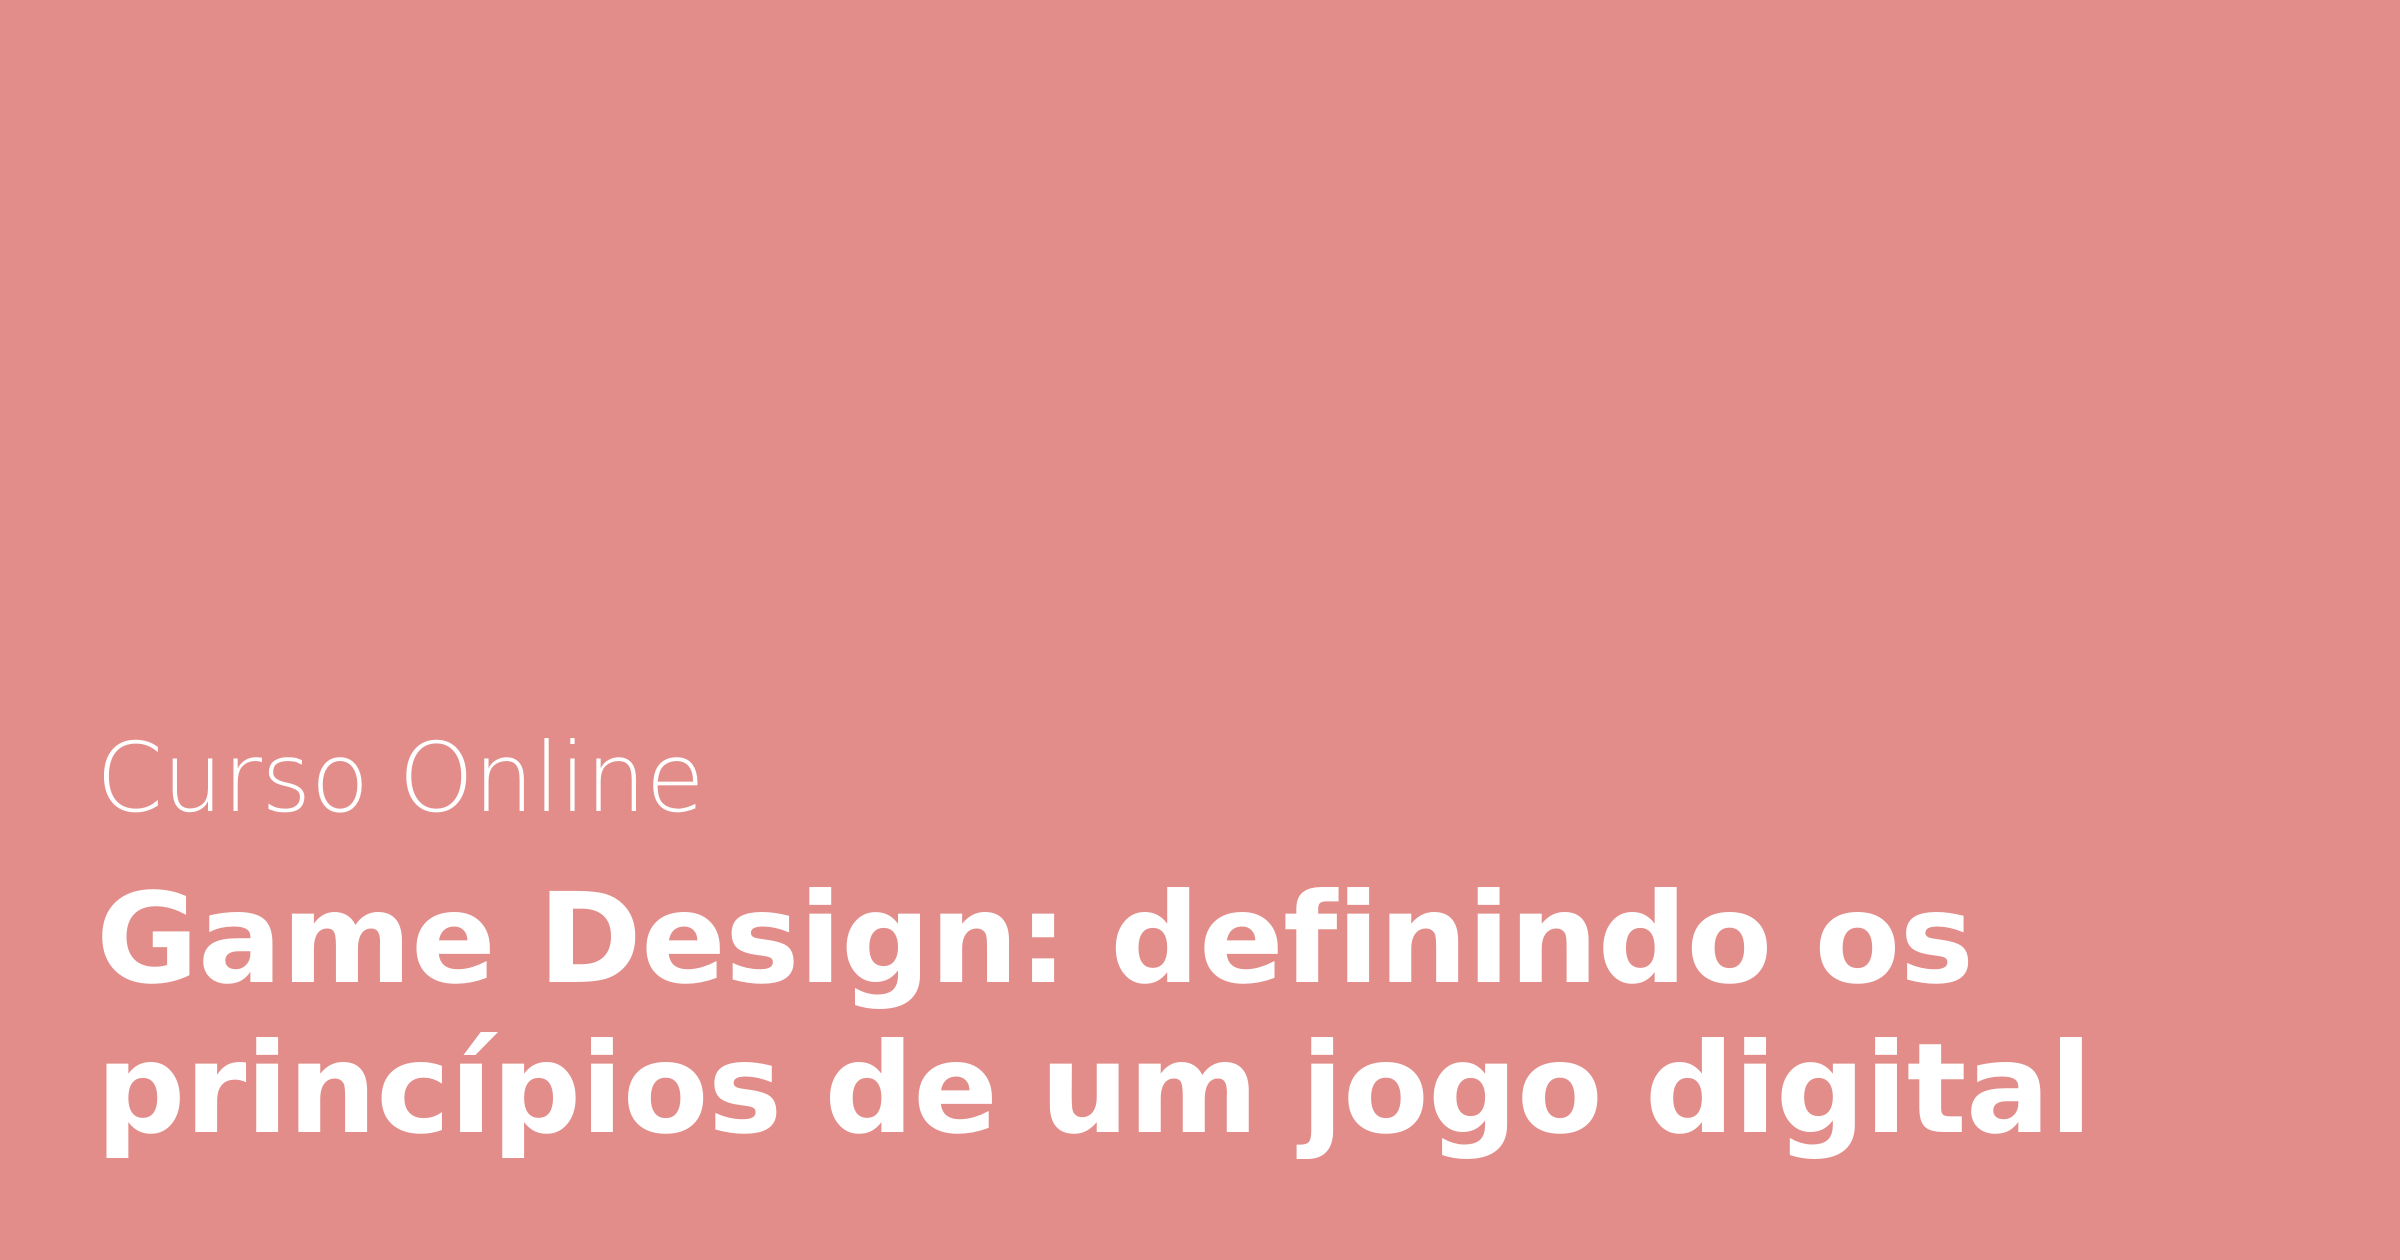 Curso Online
Game Design: definindo os
princípios de um jogo digital